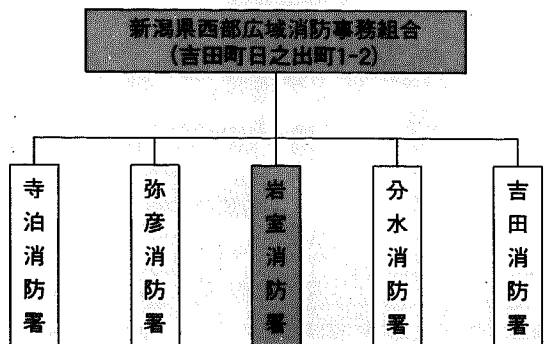 新潟県西部広域消防事務組合
(吉田町日之出町1-2)
寺泊消防署
弥彦消防署
岩室消防署
分水消防署
吉田消防署